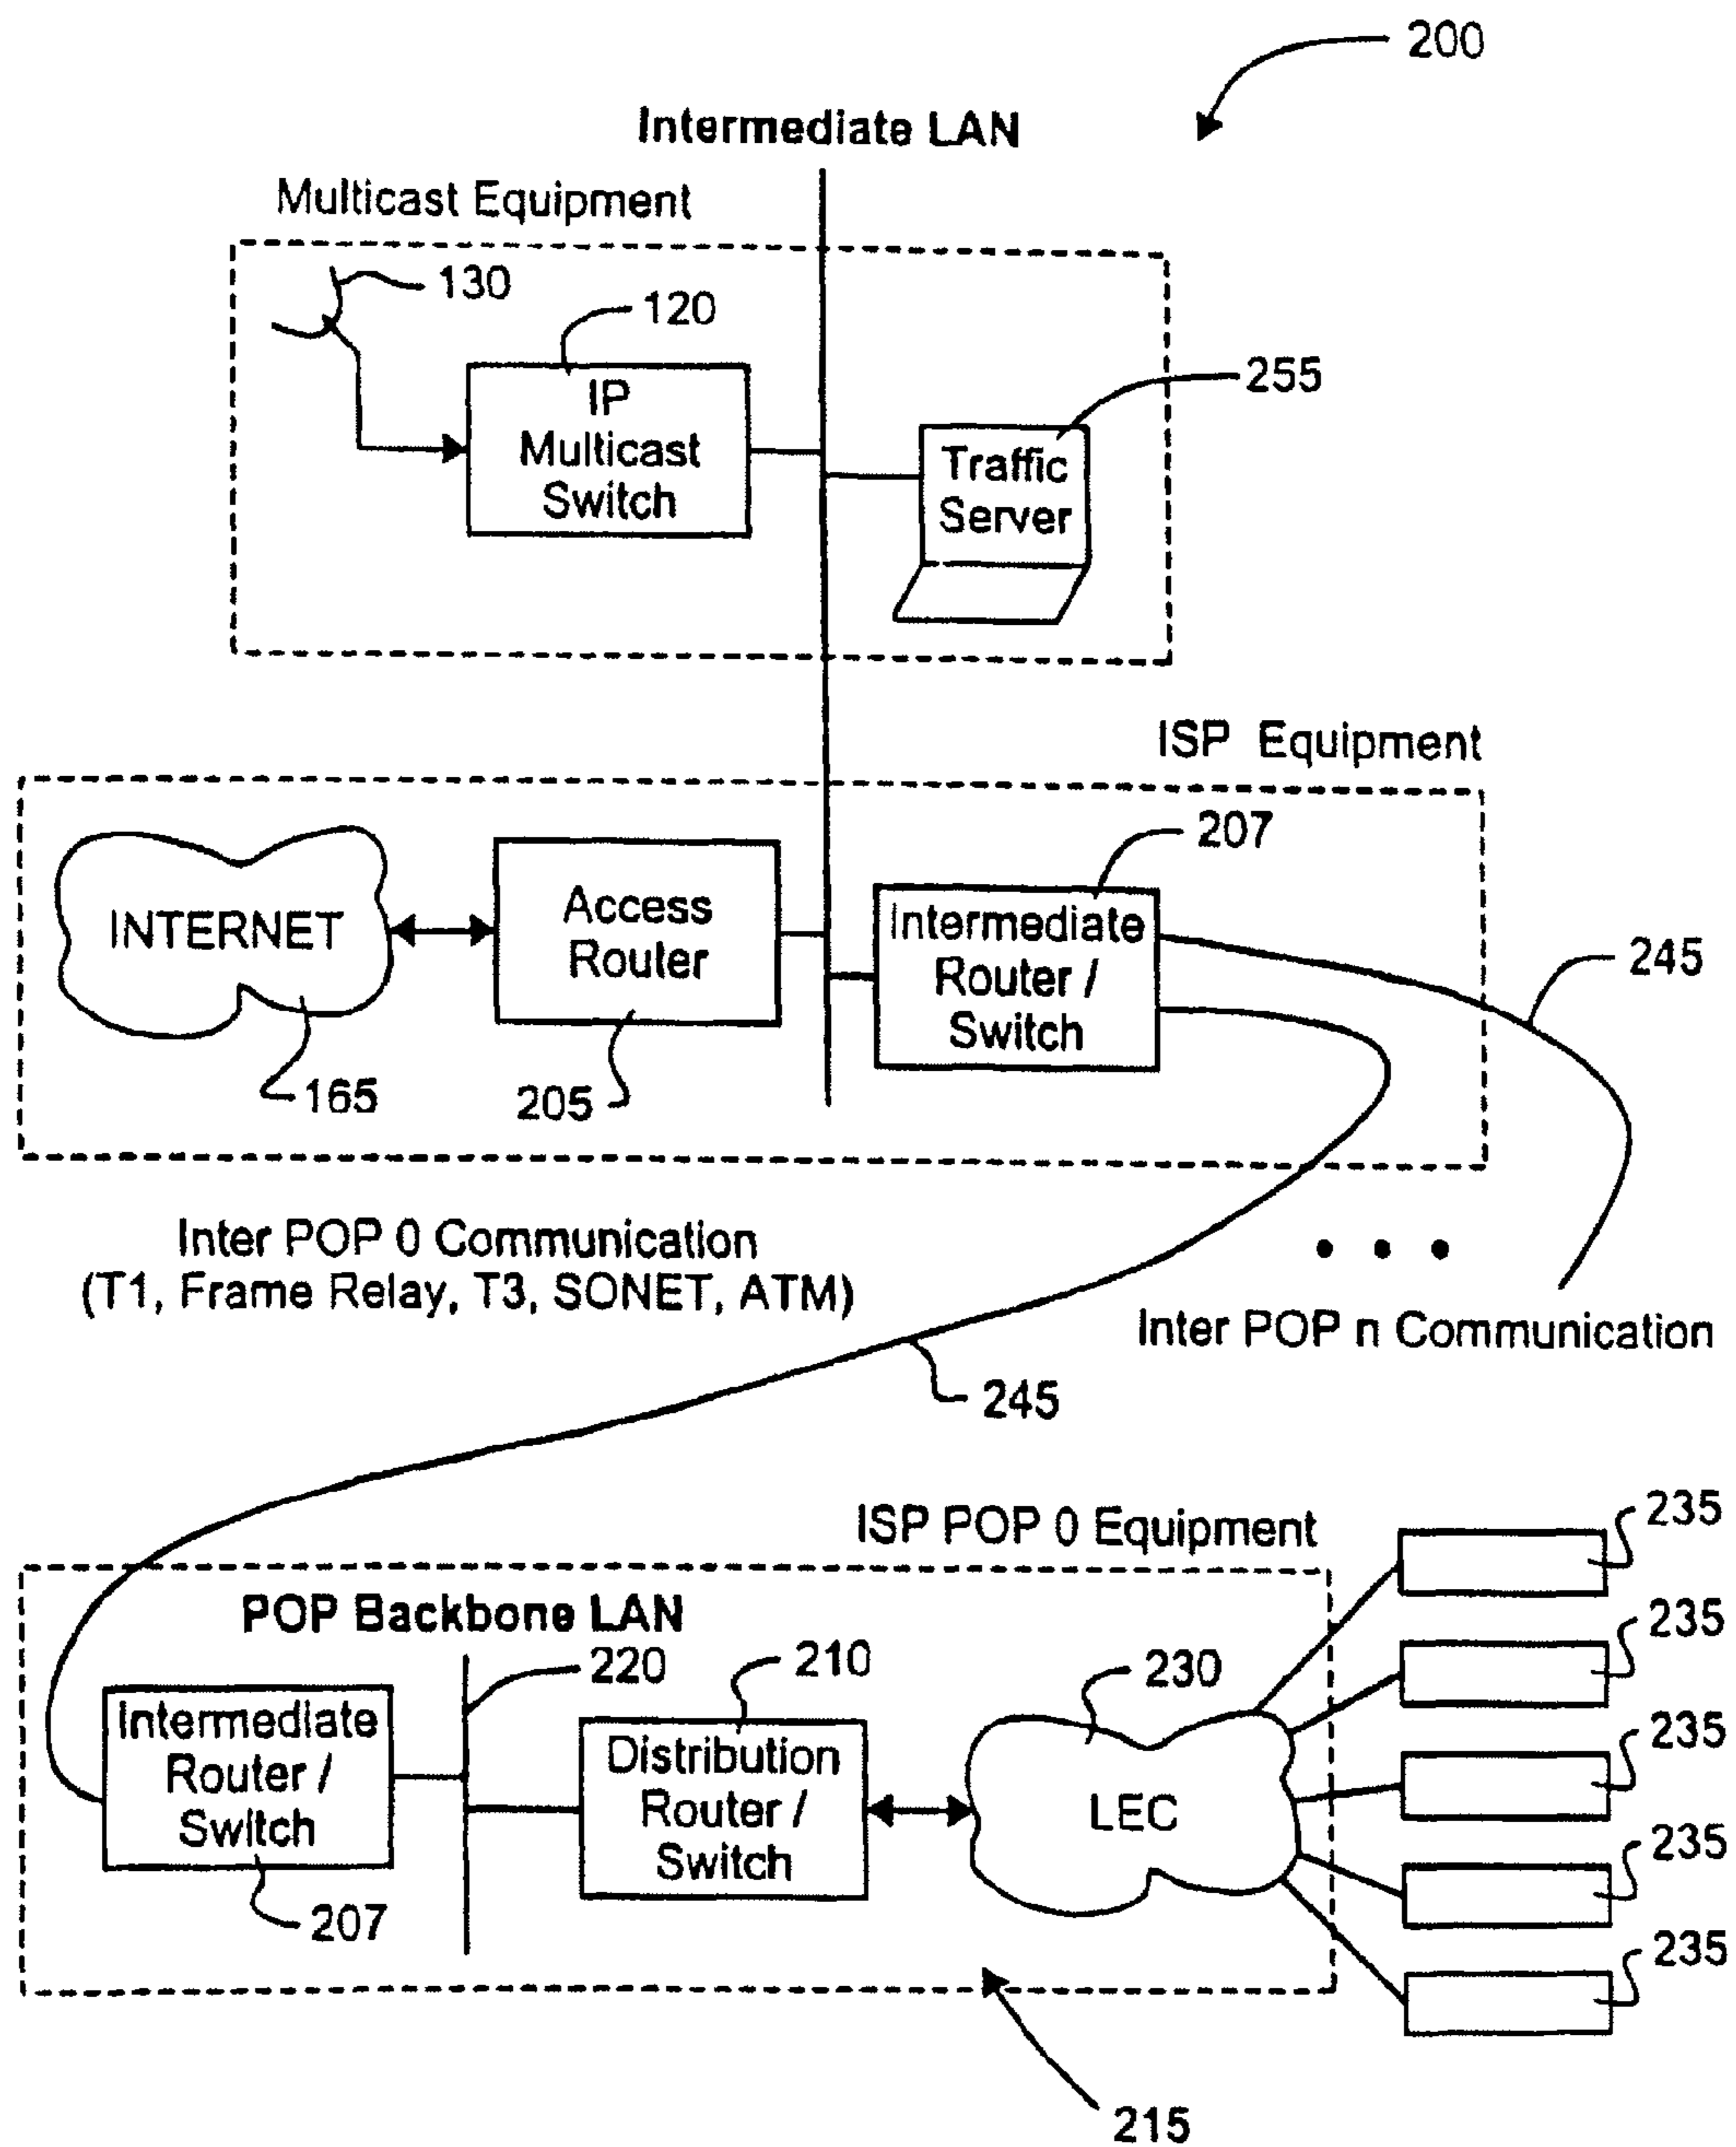 200
Intermediate LAN
Multicast Equipment
130
120
IP
Multicast
Switch
255
Traffic
Server
ISP Equipment
207
INTERNET
Access
Router
Intermediate
Router /
Switch
245
165
205
Inter POP 0 Communication
(T1, Frame Relay, T3, SONET, ATM)
Inter POP n Communication
245
ISP POP 0 Equipment
235
POP Backbone LAN
220
210
230
235
Intermediate
Router /
Switch
Distribution
Router /
Switch
LEC
235
235
207
235
215